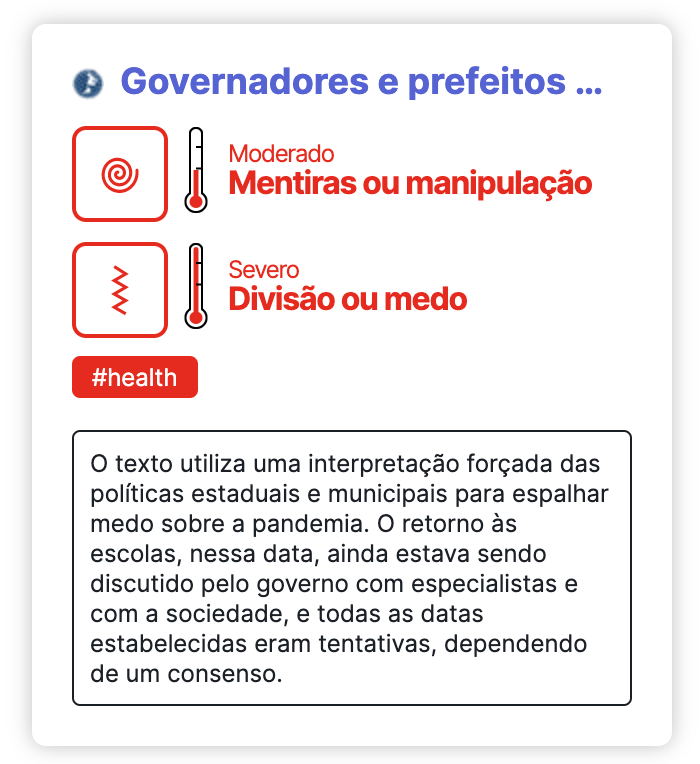 Governadores e prefeitos ...
Moderado
Mentiras ou manipulação
Severo
Divisão ou medo
#health
O texto utiliza uma interpretação forçada das
políticas estaduais e municipais para espalhar
medo sobre a pandemia. O retorno às
escolas, nessa data, ainda estava sendo
discutido pelo governo com especialistas e
com a sociedade, e todas as datas
estabelecidas eram tentativas, dependendo
de um consenso.